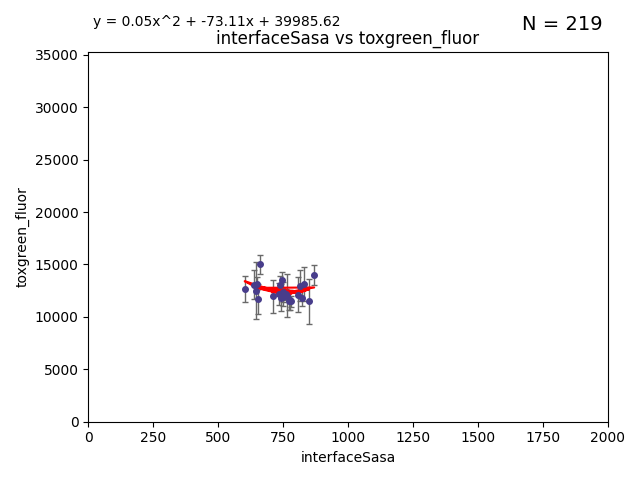 y = 0.05x^2 + -73.11x + 39985.62
N = 219
interfaceSasa vs toxgreen_fluor
35000
30000
25000
20000
15000
10000
5000
0
toxgreen_fluor
0 250 500 750 1000 1250 1500 1750 2000
interfaceSasa